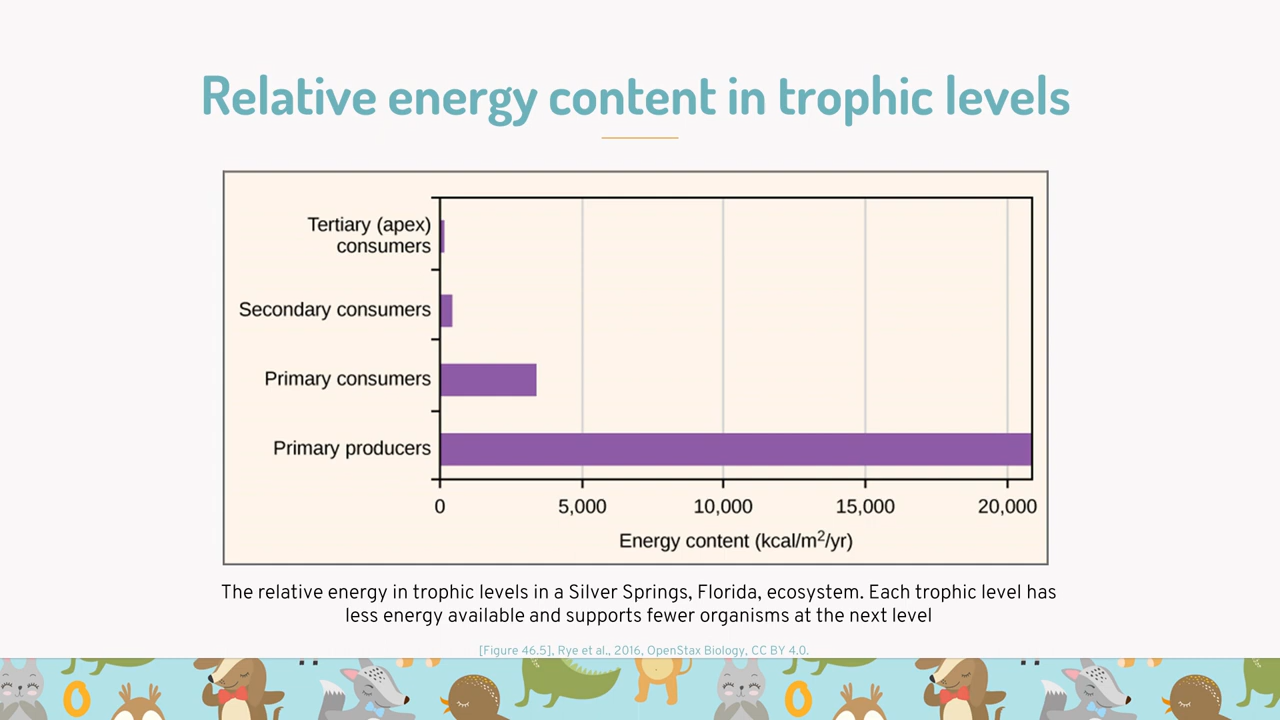 Relative energy content in trophic levels
Tertiary (apex)
consumers
Secondary consumers
Primary consumers
Primary producers
0 5,000 10,000 15,000 20,000
Energy content (kcal/m²/yr)
The relative energy in trophic levels in a Silver Springs, Florida, ecosystem. Each trophic level has
less energy available and supports fewer organisms at the next level
[Figure 46.5], Rye et al., 2016, OpenStax Biology, CC BY 4.0.